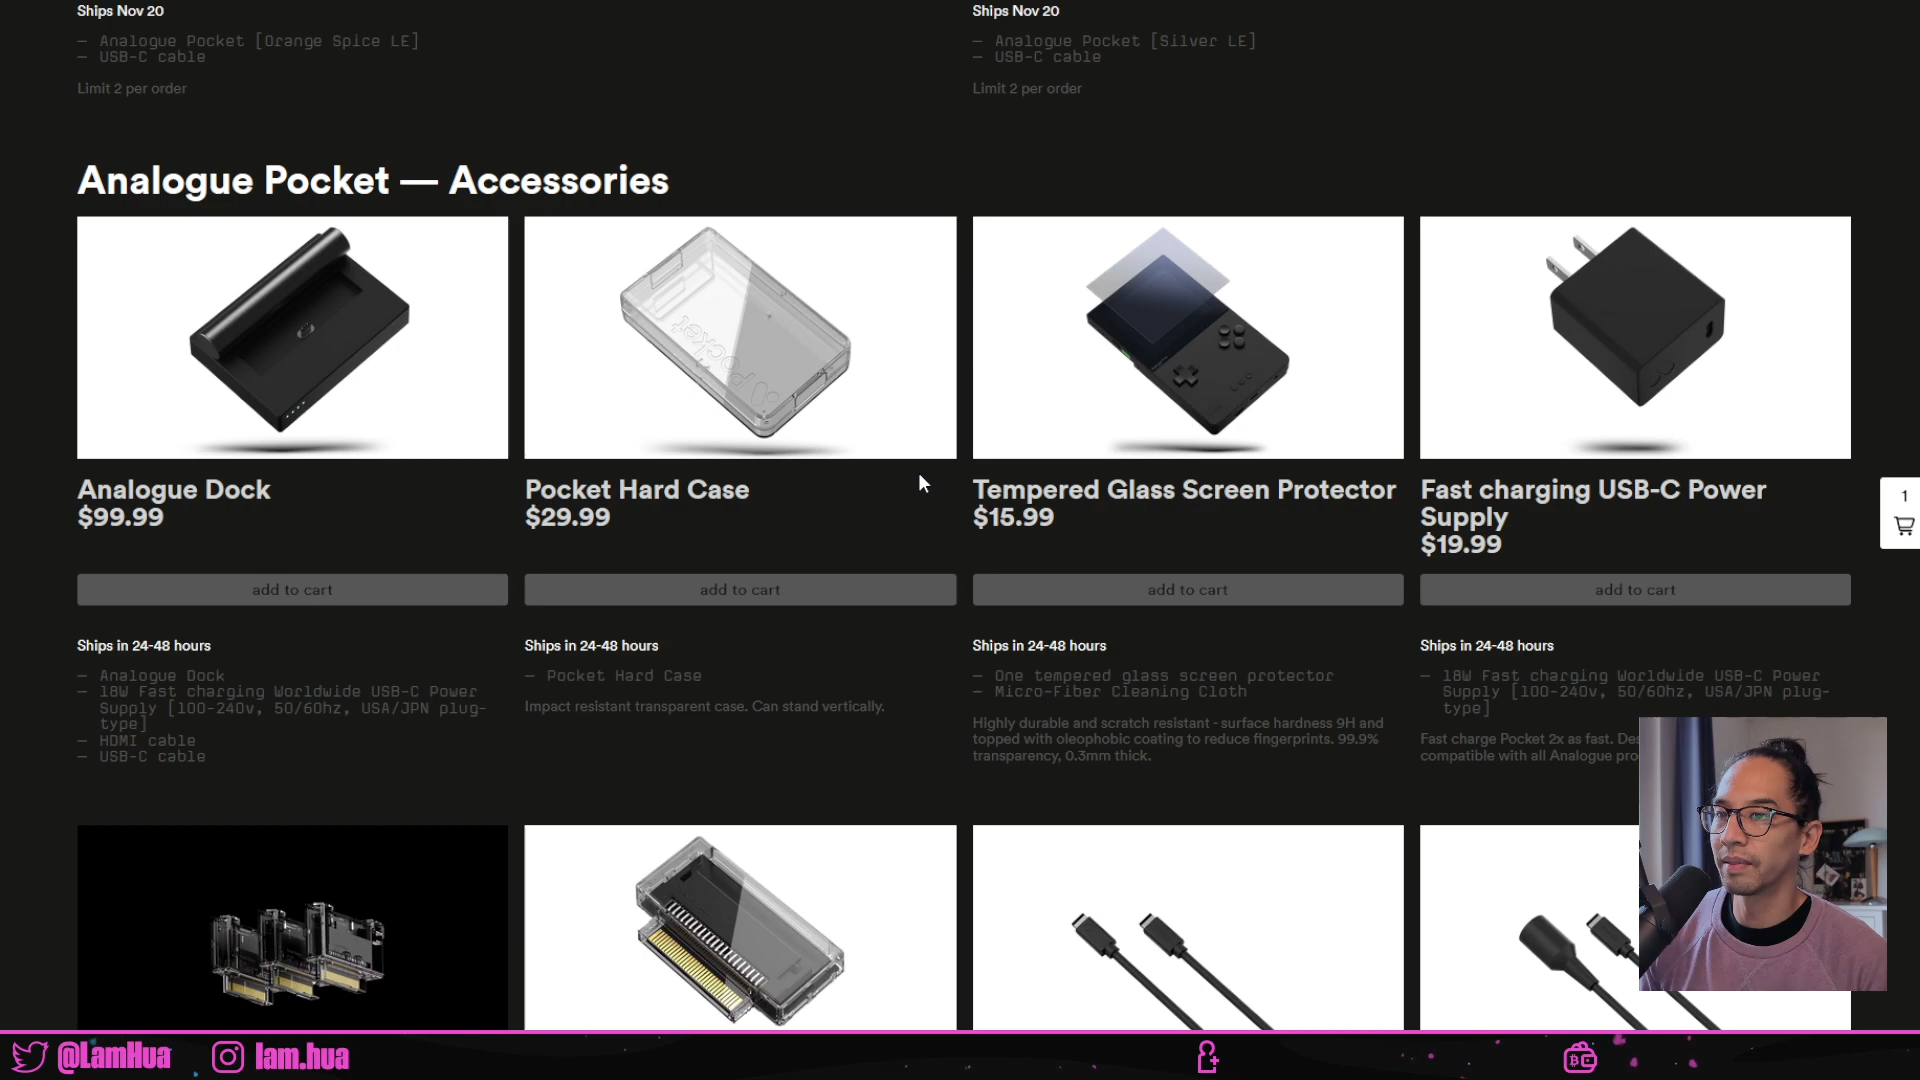 Ships Nov 20
— Analogue Pocket [Orange Spice LE]
— USB-C cable
Limit 2 per order
Ships Nov 20
— Analogue Pocket [Silver LE]
— USB-C cable
Limit 2 per order
Analogue Pocket — Accessories
Pocket
Analogue Dock
$99.99
add to cart
Ships in 24-48 hours
— Analogue Dock
— 18W Fast charging Worldwide USB-C Power
Supply [100-240v, 50/60hz, USA/JPN plug-
type]
— HDMI cable
— USB-C cable
Pocket Hard Case
$29.99
add to cart
Ships in 24-48 hours
— Pocket Hard Case
Impact resistant transparent case. Can stand vertically.
Tempered Glass Screen Protector
$15.99
add to cart
Ships in 24-48 hours
— One tempered glass screen protector
— Micro-Fiber Cleaning Cloth
Highly durable and scratch resistant - surface hardness 9H and
topped with oleophobic coating to reduce fingerprints. 99.9%
transparency, 0.3mm thick.
Fast charging USB-C Power
Supply
$19.99
add to cart
Ships in 24-48 hours
— 18W Fast charging Worldwide USB-C Power
Supply [100-240v, 50/60hz, USA/JPN plug-
type]
Fast charge Pocket 2x as fast.
compatible with all Analogue
1
@LamHua
lam.hua